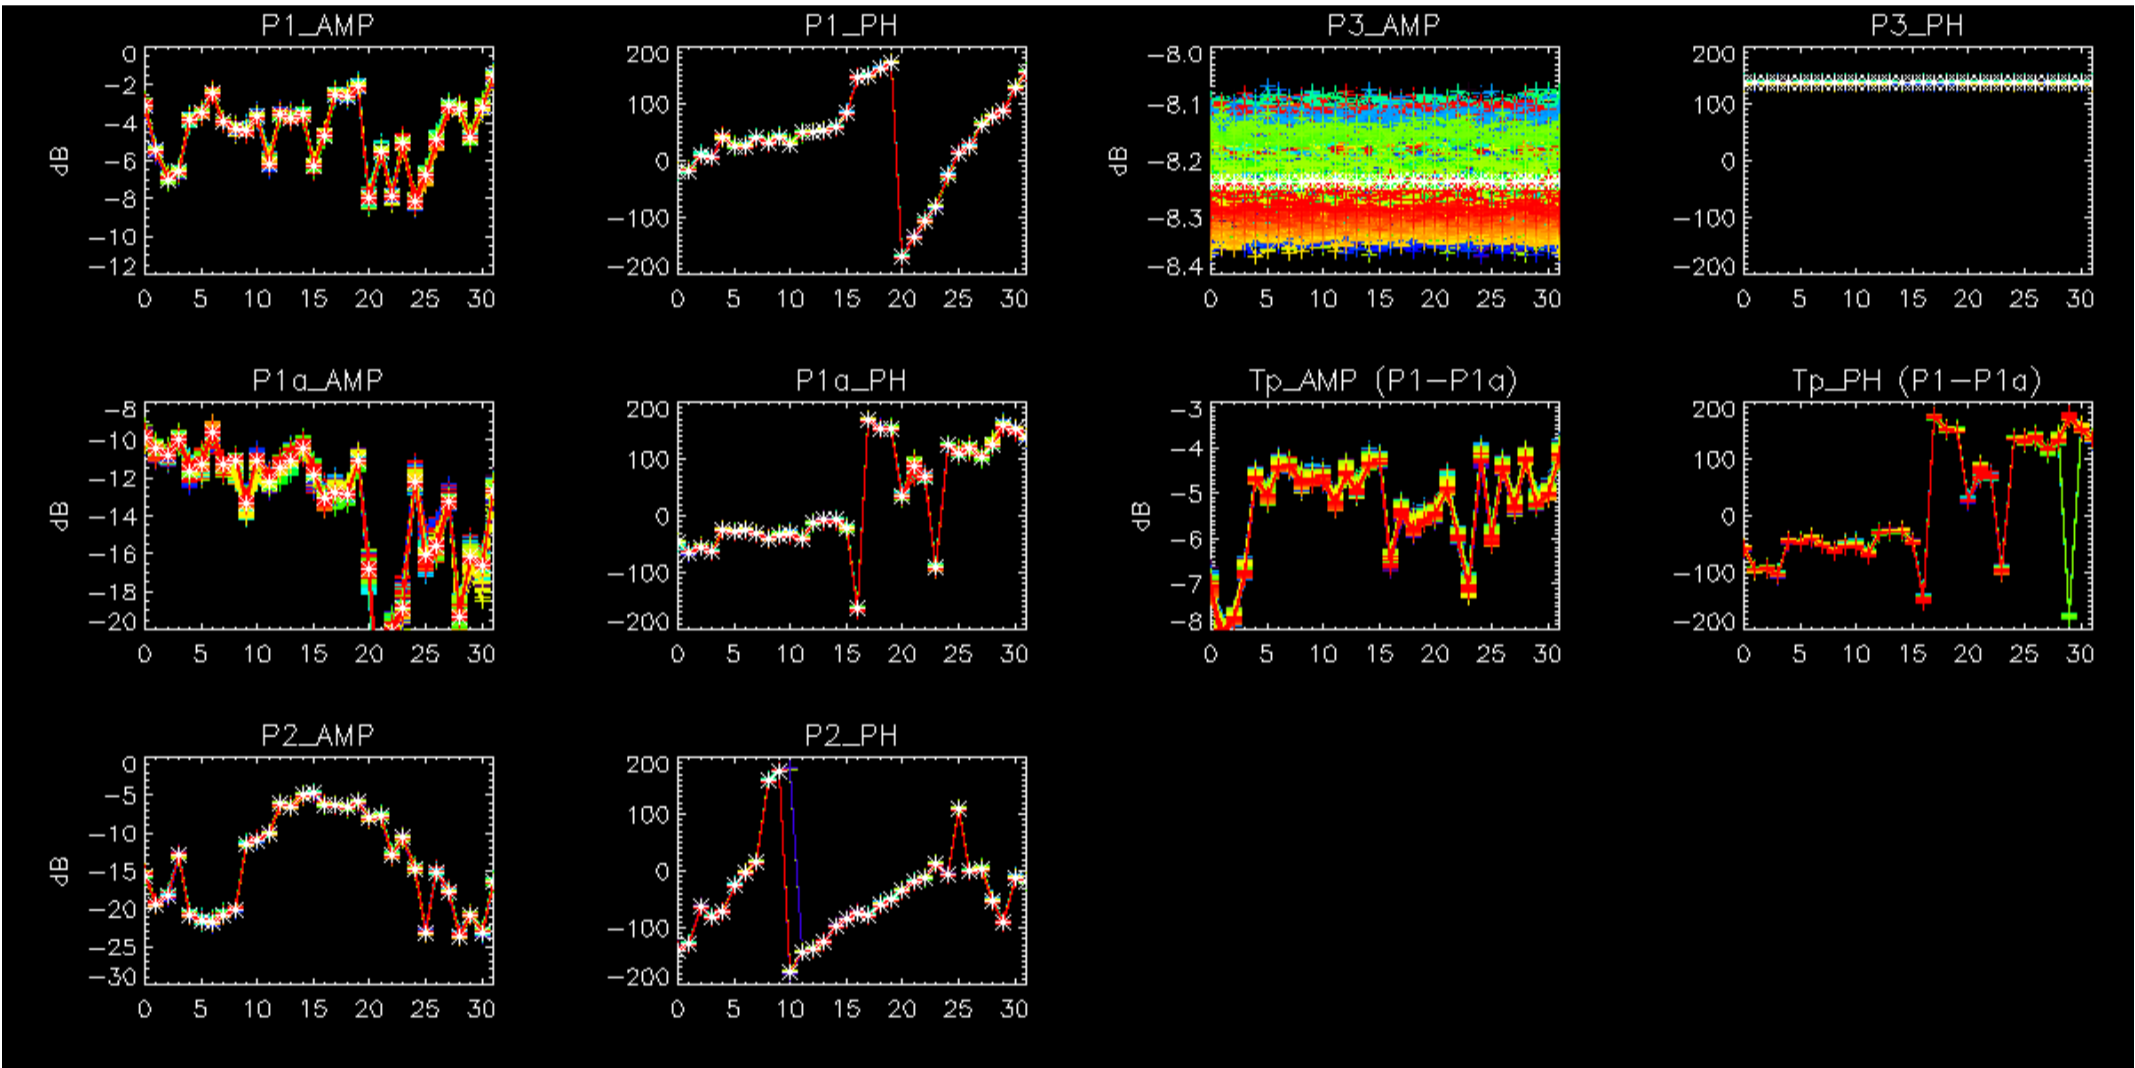 P1_AMP
P1_PH
P3_AMP
P3_PH
0
-2
-4
-6
-8
-10
-12
dB
0 5 10 15 20 25 30
200
100
0
-100
-200
0 5 10 15 20 25 30
-8.0
-8.1
-8.2
-8.3
-8.4
dB
0 5 10 15 20 25 30
200
100
0
-100
-200
0 5 10 15 20 25 30
P1a_AMP
P1a_PH
Tp_AMP (P1-P1a)
Tp_PH (P1-P1a)
-8
-10
-12
-14
-16
-18
-20
dB
0 5 10 15 20 25 30
200
100
0
-100
-200
0 5 10 15 20 25 30
-3
-4
-5
-6
-7
-8
dB
0 5 10 15 20 25 30
200
100
0
-100
-200
0 5 10 15 20 25 30
P2_AMP
P2_PH
0
-5
-10
-15
-20
-25
-30
dB
0 5 10 15 20 25 30
200
100
0
-100
-200
0 5 10 15 20 25 30